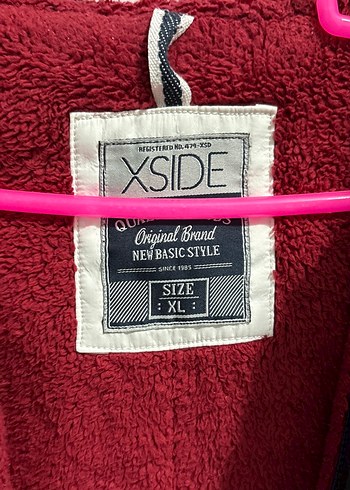 REGISTERED NO. 479-XSD
XSIDE
Original Brand
NEW BASIC STYLE
SINCE 1985
SIZE
: XL :